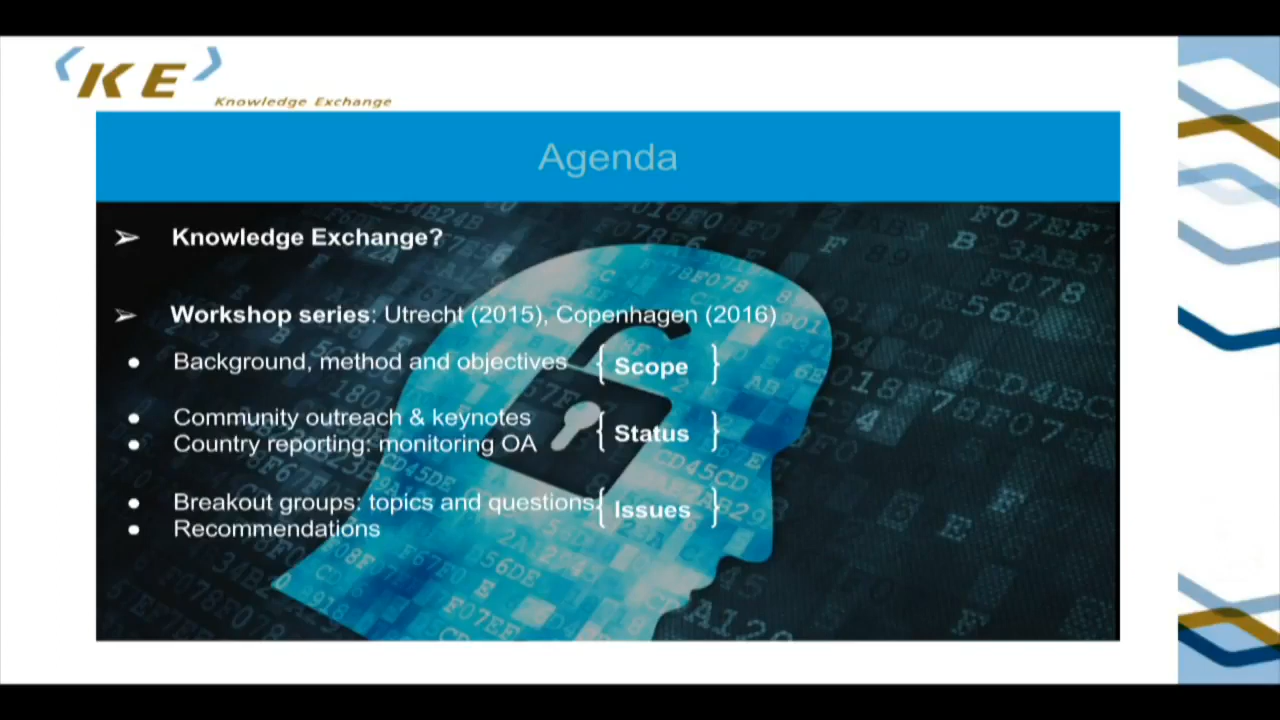 KE
Knowledge Exchange
Agenda
➢ Knowledge Exchange?
➢ Workshop series: Utrecht (2015), Copenhagen (2016)
● Background, method and objectives { Scope }
● Community outreach & keynotes
● Country reporting: monitoring OA { Status }
● Breakout groups: topics and questions { Issues }
● Recommendations